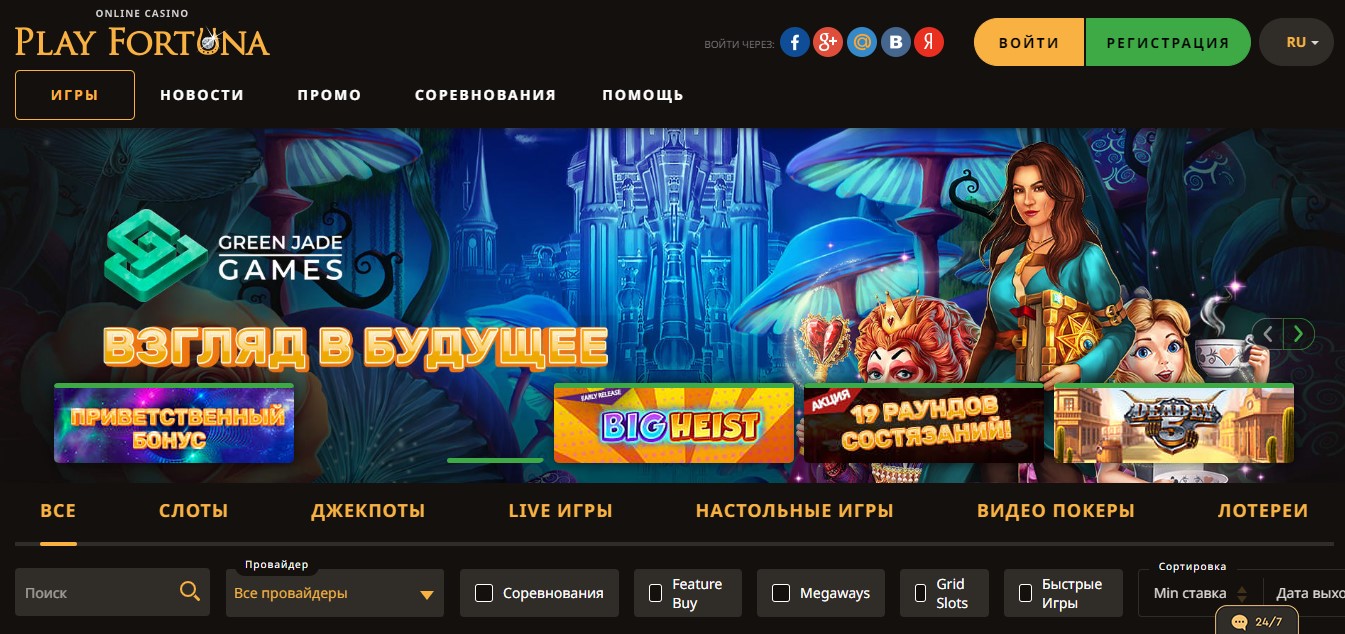 ONLINE CASINO
PLAY FORTUNA
ВОЙТИ ЧЕРЕЗ:
ВОЙТИ
РЕГИСТРАЦИЯ
RU
ИГРЫ
НОВОСТИ
ПРОМО
СОРЕВНОВАНИЯ
ПОМОЩЬ
GREEN JADE
GAMES
ВЗГЛЯД В БУДУЩЕЕ
ПРИВЕТСТВЕННЫЙ
БОНУС
EARLY RELEASE
BIG HEIST
АКЦИЯ
19 РАУНДОВ
СОСТЯЗАНИЙ!
5
ВСЕ
СЛОТЫ
ДЖЕКПОТЫ
LIVE ИГРЫ
НАСТОЛЬНЫЕ ИГРЫ
ВИДЕО ПОКЕРЫ
ЛОТЕРЕИ
Провайдер
Сортировка
Поиск
Все провайдеры
Соревнования
Feature
Buy
Megaways
Grid
Slots
Быстрые
Игры
Min ставка
Дата выхо
24/7